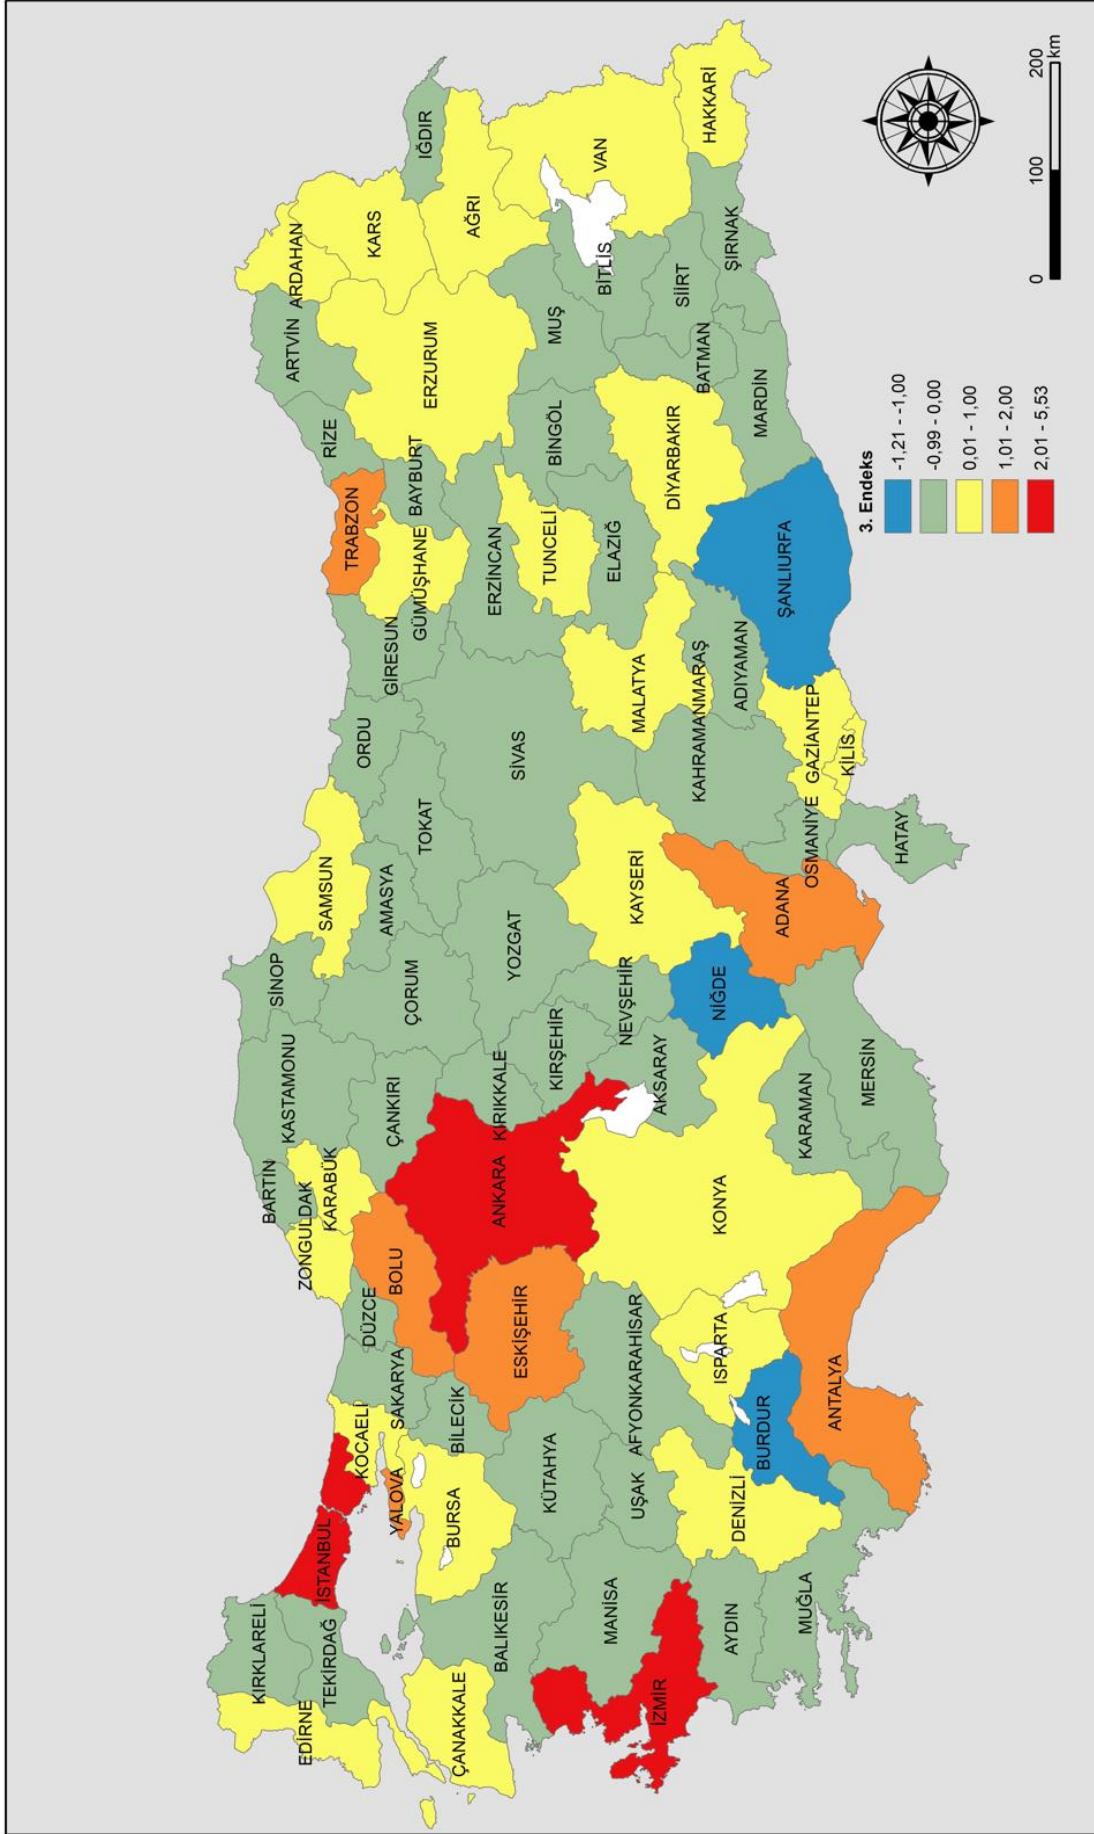 KIRKLARELİ
EDİRNE
TEKİRDAĞ
İSTANBUL
KOCAELİ
YALOVA
SAKARYA
DÜZCE
BOLU
ZONGULDAK
BARTIN
KARABÜK
KASTAMONU
SİNOP
ÇANKIRI
SAMSUN
AMASYA
ÇORUM
ORDU
TOKAT
GİRESUN
TRABZON
GÜMÜŞHANE
BAYBURT
RİZE
ARTVİN
ARDAHAN
KARS
IĞDIR
AĞRI
ERZURUM
ERZİNCAN
ÇANAKKALE
BALIKESİR
BURSA
BİLECİK
KÜTAHYA
ESKİŞEHİR
ANKARA
KIRIKKALE
KIRŞEHİR
YOZGAT
SİVAS
TUNCELİ
BİNGÖL
MUŞ
BİTLİS
VAN
HAKKARİ
ŞIRNAK
SİİRT
BATMAN
MARDİN
DİYARBAKIR
ELAZIĞ
MALATYA
ADIYAMAN
KAHRAMANMARAŞ
ŞANLIURFA
GAZİANTEP
KİLİS
OSMANİYE
HATAY
ADANA
KAYSERİ
NEVŞEHİR
NİĞDE
AKSARAY
KONYA
KARAMAN
MERSİN
ANTALYA
ISPARTA
BURDUR
AFYONKARAHİSAR
UŞAK
DENİZLİ
MANİSA
İZMİR
AYDIN
MUĞLA
3. Endeks
-1,21 - -1,00
-0,99 - 0,00
0,01 - 1,00
1,01 - 2,00
2,01 - 5,53
0 100 200
km